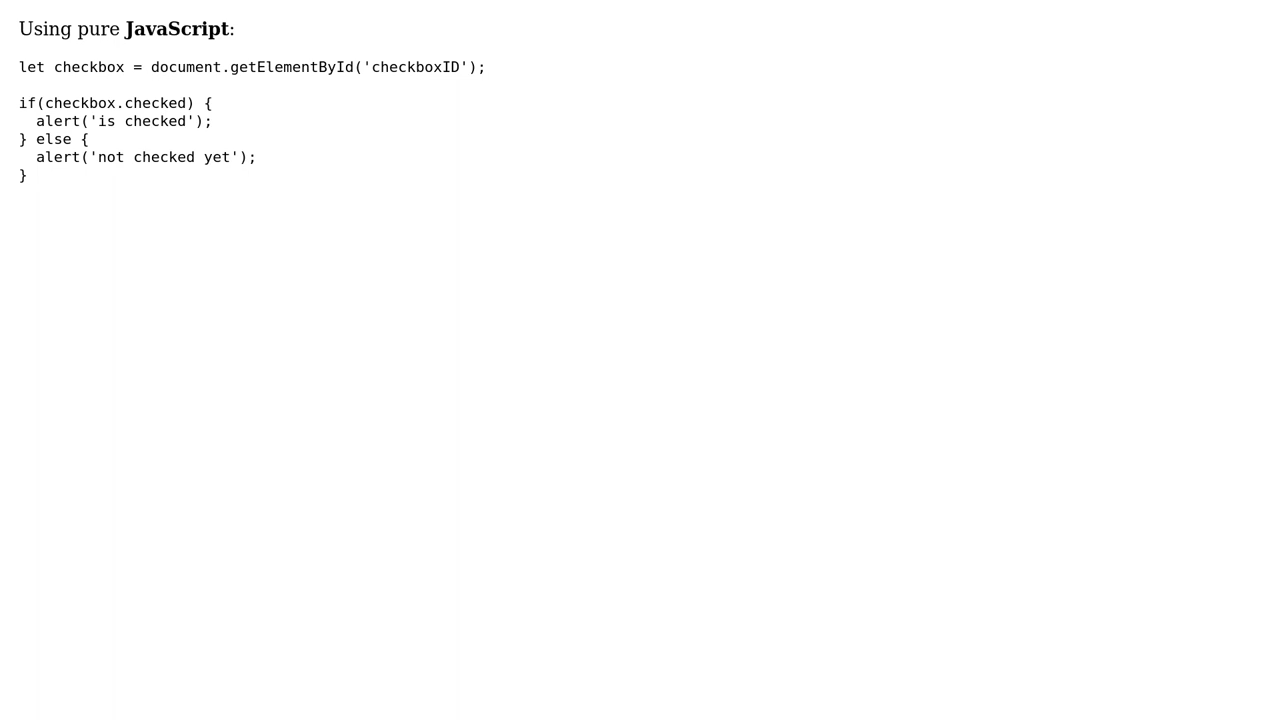 Using pure JavaScript:
let checkbox = document.getElementById('checkboxID');
if(checkbox.checked) {
  alert('is checked');
} else {
  alert('not checked yet');
}